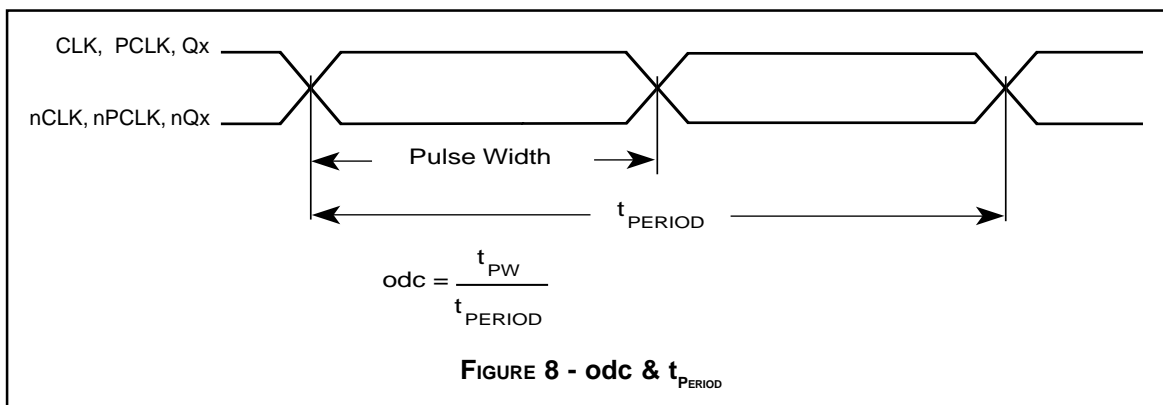 CLK, PCLK, Qx
nCLK, nPCLK, nQx
Pulse Width
tPERIOD
odc = tPW
tPERIOD
FIGURE 8 - odc & tPERIOD